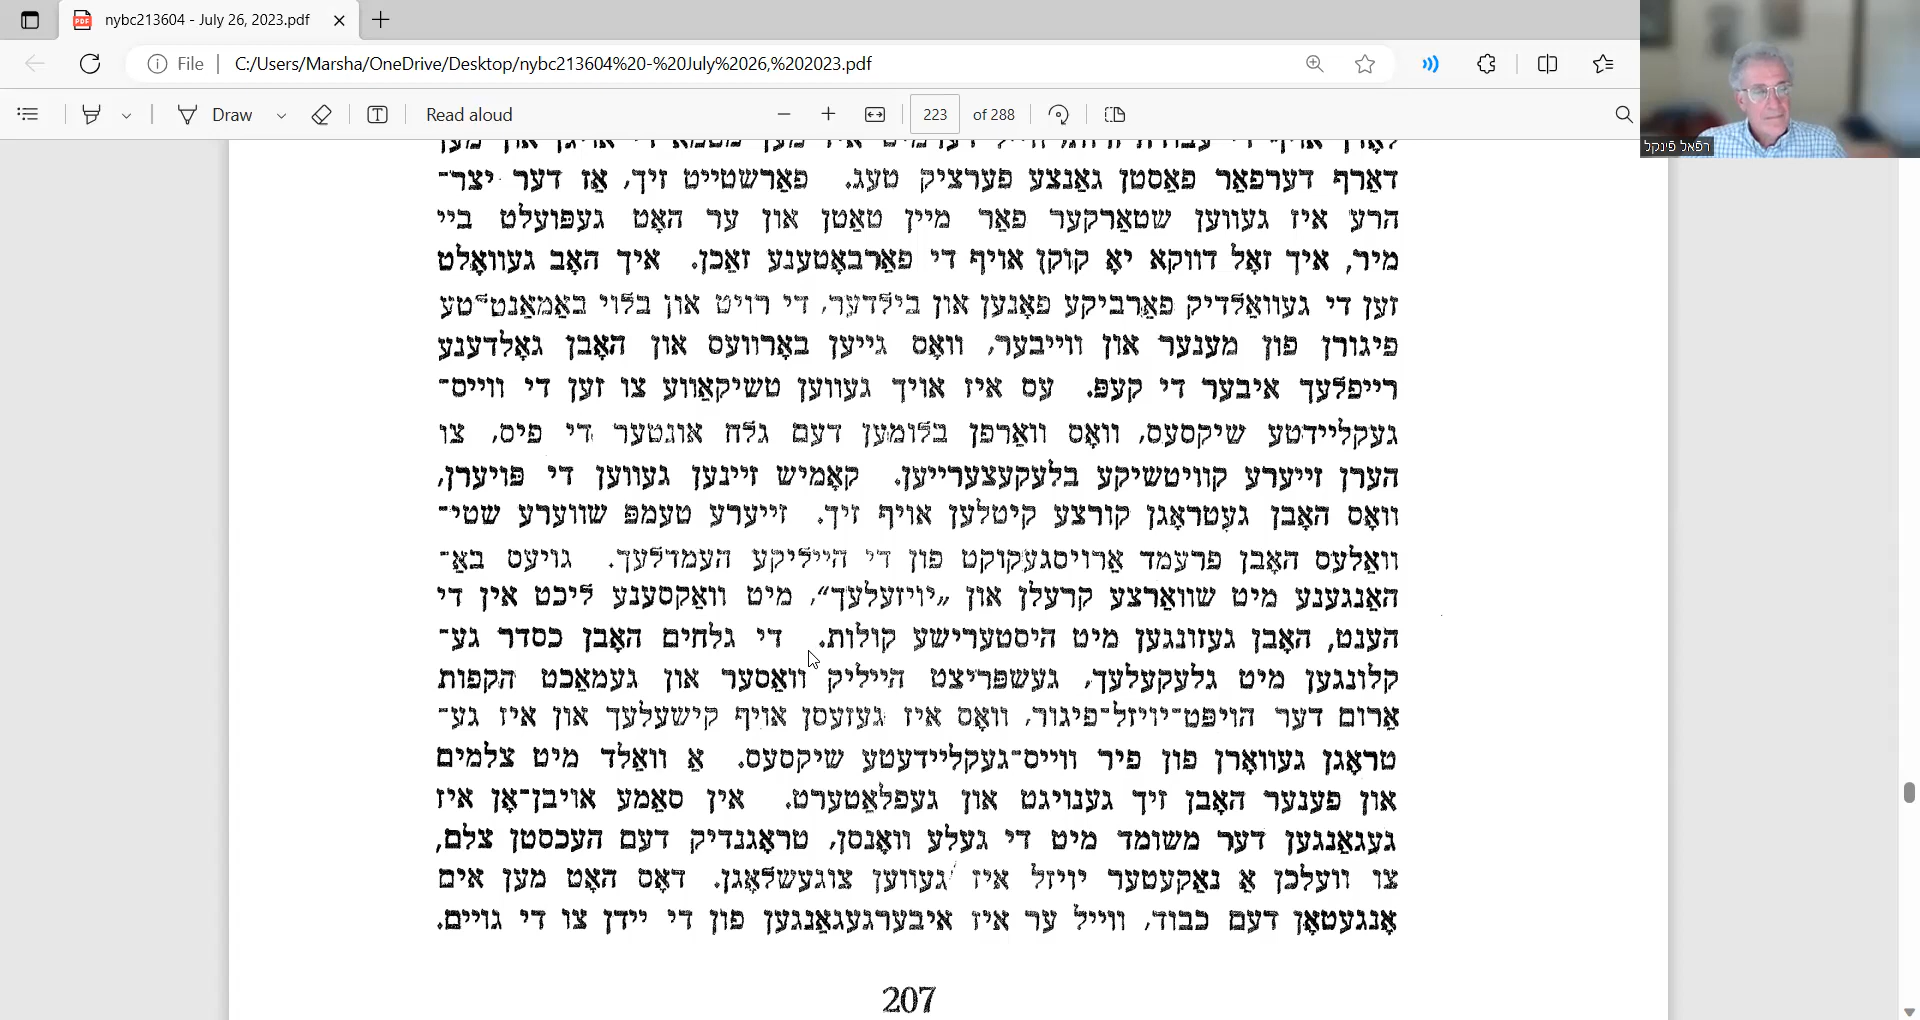 nybc213604 - July 26, 2023.pdf
File
C:/Users/Marsha/OneDrive/Desktop/nybc213604%20-%20July%2026,%202023.pdf
Draw
Read aloud
223 of 288
רפֿאל פֿינקל
דאַרף דערפאַר פאַסטן גאַנצע פערציק טעג. פאַרשטייט זיך, אַז דער יצר־
הרע איז געווען שטאַרקער פאַר מיין טאַטן און ער האָט געפּועלט ביי
מיר, איך זאָל דווקא יאָ קוקן אויף די פאַרבאָטענע זאַכן. איך האָב געוואָלט
זען די געוואַלדיק פאַרביקע פאָנען און בילדער, די רויט און בלוי באַמאַנטלטע
פיגורן פון מענער און ווייבער, וואָס גייען באָרוועס און האָבן גאָלדענע
רייפלעך איבער די קעפּ. עס איז אויך געווען טשיקאַווע צו זען די ווייס־
געקליידטע שיקסעס, וואָס וואַרפן בלומען דעם גלח אונטער די פיס, צו
הערן זייערע קוויטשיקע בלעקעצערייען. קאָמיש זיינען געווען די פּויערן,
וואָס האָבן געטראָגן קורצע קיטלען אויף זיך. זייערע טעמפּ שווערע שטי־
וואַלעס האָבן פרעמד אַרויסגעקוקט פון די הייליקע העמדלעך. גויעס באַ־
האַנגענע מיט שוואַרצע קרעלן און „יויזעלעך”, מיט וואַקסענע ליכט אין די
הענט, האָבן געזונגען מיט היסטערישע קולות. די גלחים האָבן כסדר גע־
קלונגען מיט גלעקעלעך, געשפּריצט הייליק וואַסער און געמאַכט הקפות
אַרום דער הויפּט־יויזל־פיגור, וואָס איז געזעסן אויף קישעלעך און איז גע־
טראָגן געוואָרן פון פיר ווייס־געקליידעטע שיקסעס. אַ וואַלד מיט צלמים
און פענער האָבן זיך גענויגט און געפלאַטערט. אין סאַמע אויבן־אָן איז
געגאַנגען דער משומד מיט די געלע וואָנסן, טראָגנדיק דעם העכסטן צלם,
צו וועלכן אַ נאַקעטער יויזל איז געווען צוגעשלאָגן. דאָס האָט מען אים
אָנגעטאָן דעם כבוד, ווייל ער איז איבערגעגאַנגען פון די יידן צו די גויים.
207